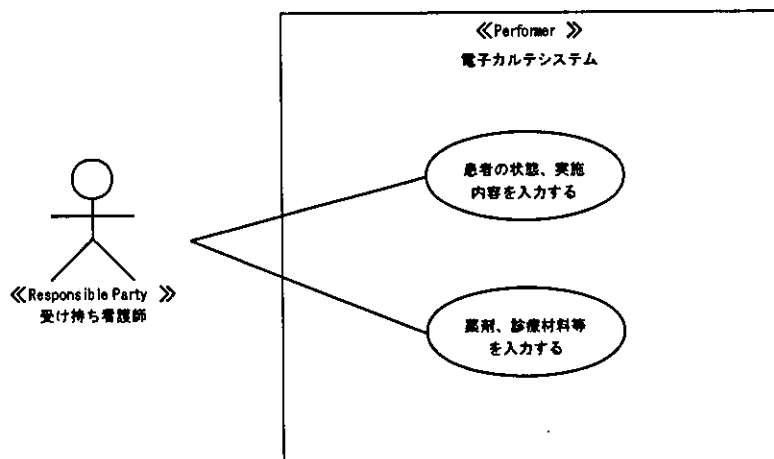 ≪Performer ≫
電子カルテシステム
患者の状態、実施
内容を入力する
≪Responsible Party ≫
受け持ち看護師
薬剤、診療材料等
を入力する